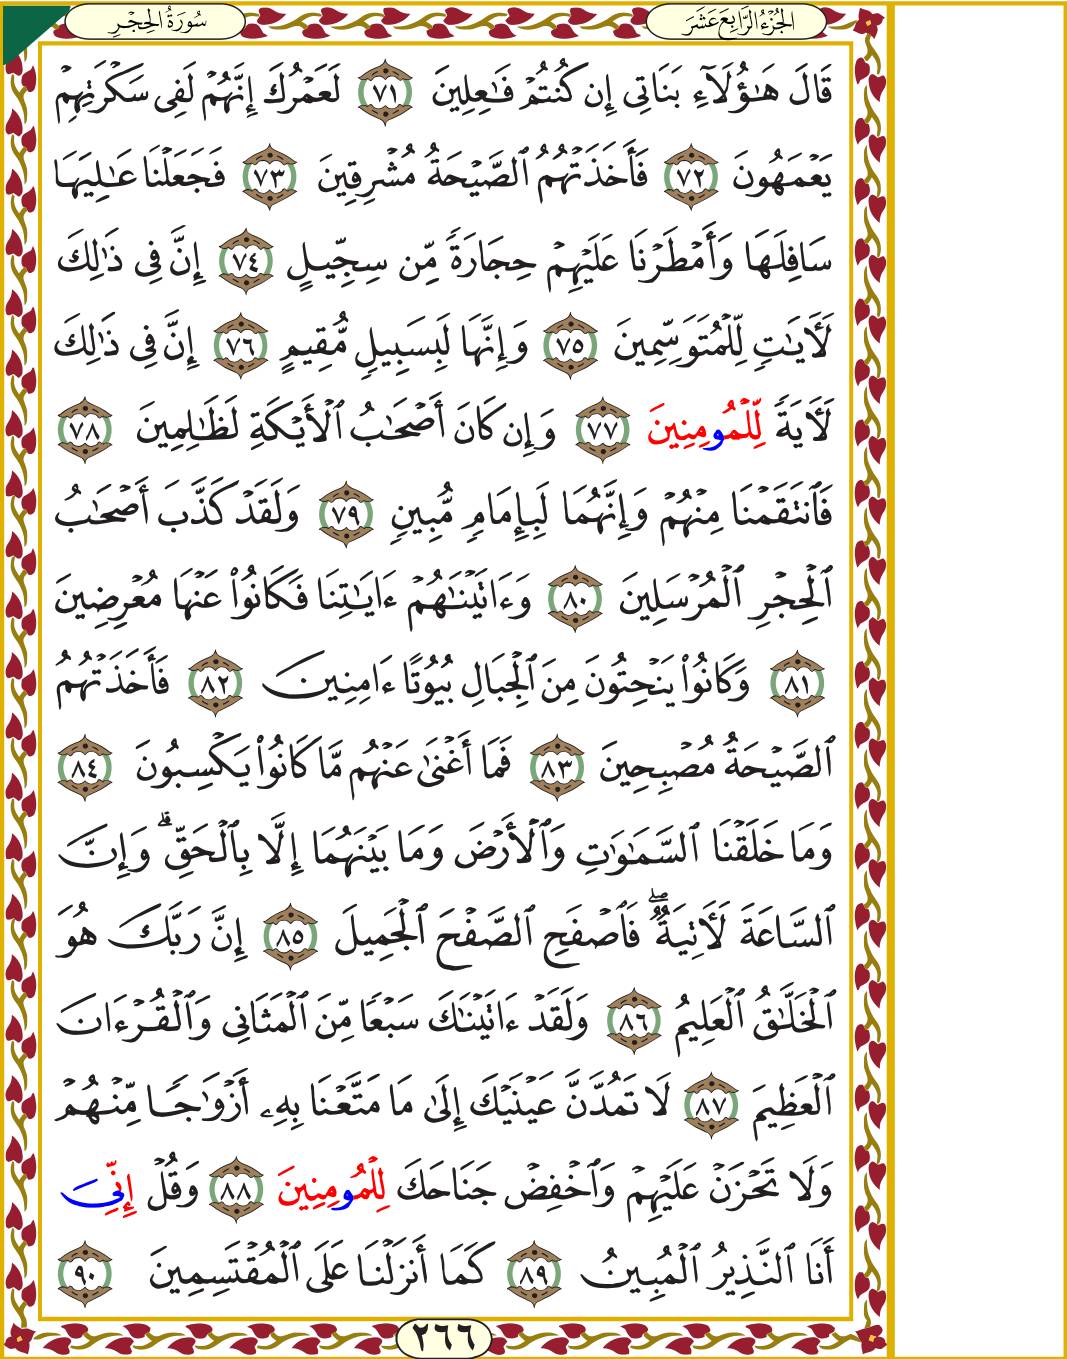 سُورَةُ الحِجْرِ
الجُزْءُ الرَّابِعَ عَشَرَ
قَالَ هَٰٓؤُلَآءِ بَنَاتِى إِن كُنتُمْ فَٰعِلِينَ ٧١ لَعَمْرُكَ إِنَّهُمْ لَفِى سَكْرَتِهِمْ
يَعْمَهُونَ ٧٢ فَأَخَذَتْهُمُ ٱلصَّيْحَةُ مُشْرِقِينَ ٧٣ فَجَعَلْنَا عَٰلِيَهَا
سَافِلَهَا وَأَمْطَرْنَا عَلَيْهِمْ حِجَارَةً مِّن سِجِّيلٍ ٧٤ إِنَّ فِى ذَٰلِكَ
لَءَايَٰتٍ لِّلْمُتَوَسِّمِينَ ٧٥ وَإِنَّهَا لَبِسَبِيلٍ مُّقِيمٍ ٧٦ إِنَّ فِى ذَٰلِكَ
لَءَايَةً لِّلْمُومِنِينَ ٧٧ وَإِن كَانَ أَصْحَٰبُ ٱلْأَيْكَةِ لَظَٰلِمِينَ ٧٨
فَٱنتَقَمْنَا مِنْهُمْ وَإِنَّهُمَا لَبِإِمَامٍ مُّبِينٍ ٧٩ وَلَقَدْ كَذَّبَ أَصْحَٰبُ
ٱلْحِجْرِ ٱلْمُرْسَلِينَ ٨٠ وَءَاتَيْنَٰهُمْ ءَايَٰتِنَا فَكَانُوا۟ عَنْهَا مُعْرِضِينَ
٨١ وَكَانُوا۟ يَنْحِتُونَ مِنَ ٱلْجِبَالِ بُيُوتًا ءَامِنِينَ ٨٢ فَأَخَذَتْهُمُ
ٱلصَّيْحَةُ مُصْبِحِينَ ٨٣ فَمَا أَغْنَىٰ عَنْهُم مَّا كَانُوا۟ يَكْسِبُونَ ٨٤
وَمَا خَلَقْنَا ٱلسَّمَٰوَٰتِ وَٱلْأَرْضَ وَمَا بَيْنَهُمَا إِلَّا بِٱلْحَقِّ ۗ وَإِنَّ
ٱلسَّاعَةَ لَءَاتِيَةٌ ۖ فَٱصْفَحِ ٱلصَّفْحَ ٱلْجَمِيلَ ٨٥ إِنَّ رَبَّكَ هُوَ
ٱلْخَلَّٰقُ ٱلْعَلِيمُ ٨٦ وَلَقَدْ ءَاتَيْنَٰكَ سَبْعًا مِّنَ ٱلْمَثَانِى وَٱلْقُرْءَانَ
ٱلْعَظِيمَ ٨٧ لَا تَمُدَّنَّ عَيْنَيْكَ إِلَىٰ مَا مَتَّعْنَا بِهِۦ أَزْوَٰجًا مِّنْهُمْ
وَلَا تَحْزَنْ عَلَيْهِمْ وَٱخْفِضْ جَنَاحَكَ لِلْمُومِنِينَ ٨٨ وَقُلْ إِنِّىَ
أَنَا ٱلنَّذِيرُ ٱلْمُبِينُ ٨٩ كَمَا أَنزَلْنَا عَلَى ٱلْمُقْتَسِمِينَ ٩٠
٢٦٦